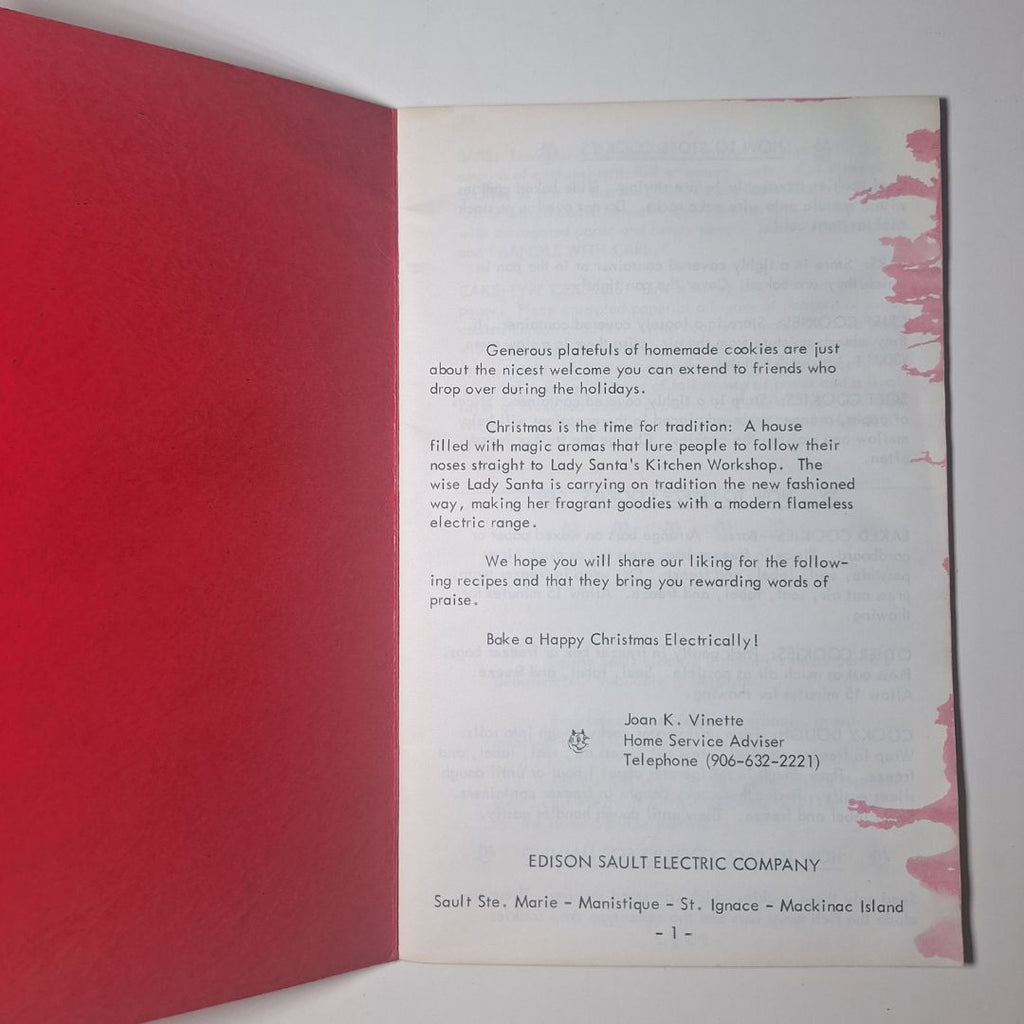 Generous platefuls of homemade cookies are just
about the nicest welcome you can extend to friends who
drop over during the holidays.
Christmas is the time for tradition: A house
filled with magic aromas that lure people to follow their
noses straight to Lady Santa's Kitchen Workshop. The
wise Lady Santa is carrying on tradition the new fashioned
way, making her fragrant goodies with a modern flameless
electric range.
We hope you will share our liking for the follow-
ing recipes and that they bring you rewarding words of
praise.
Bake a Happy Christmas Electrically!
Joan K. Vinette
Home Service Adviser
Telephone (906-632-2221)
EDISON SAULT ELECTRIC COMPANY
Sault Ste. Marie - Manistique - St. Ignace - Mackinac Island
- 1 -